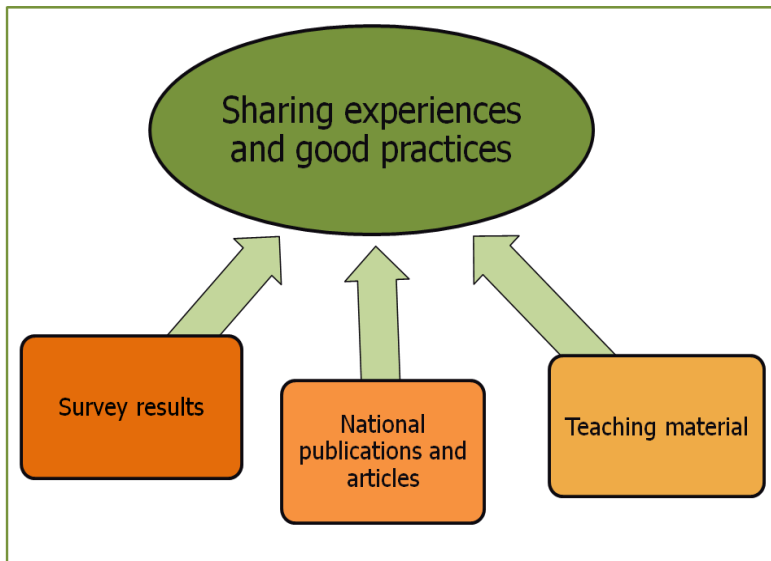 Sharing experiences
and good practices
Survey results
National
publications and
articles
Teaching material